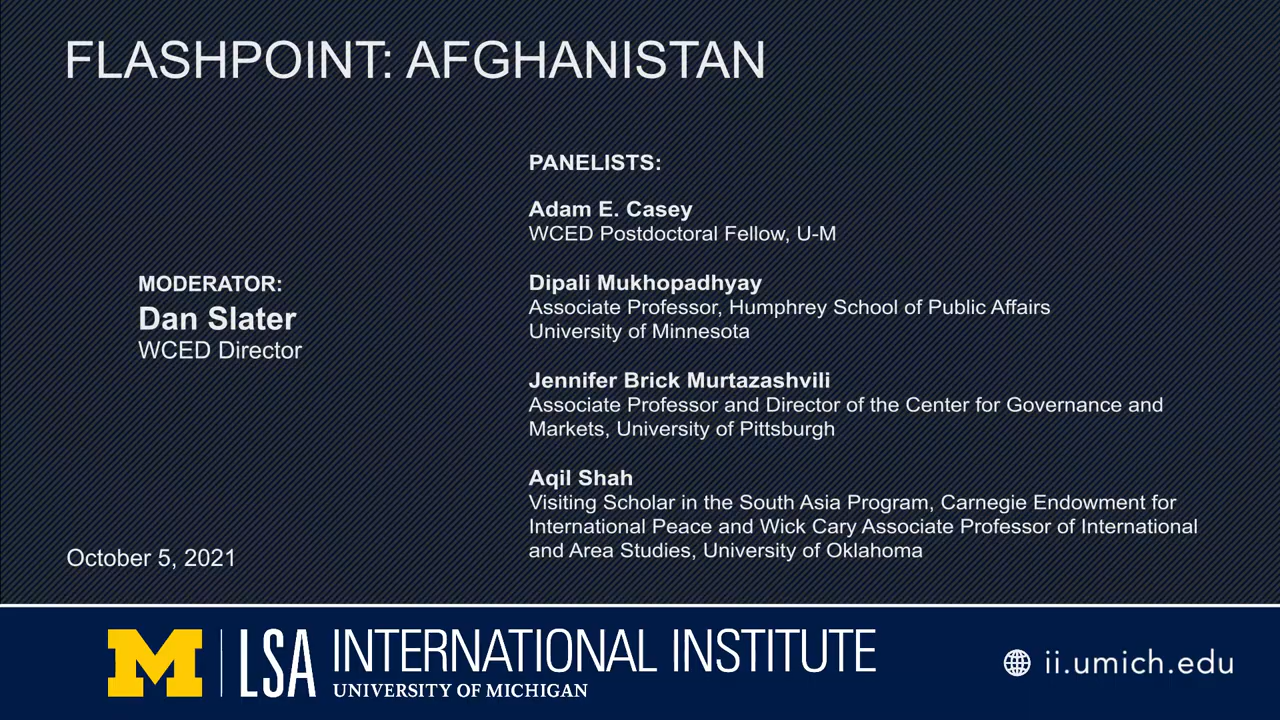 FLASHPOINT: AFGHANISTAN
MODERATOR:
Dan Slater
WCED Director
PANELISTS:
Adam E. Casey
WCED Postdoctoral Fellow, U-M
Dipali Mukhopadhyay
Associate Professor, Humphrey School of Public Affairs
University of Minnesota
Jennifer Brick Murtazashvili
Associate Professor and Director of the Center for Governance and
Markets, University of Pittsburgh
Aqil Shah
Visiting Scholar in the South Asia Program, Carnegie Endowment for
International Peace and Wick Cary Associate Professor of International
and Area Studies, University of Oklahoma
October 5, 2021
M LSA INTERNATIONAL INSTITUTE
UNIVERSITY OF MICHIGAN
ii.umich.edu